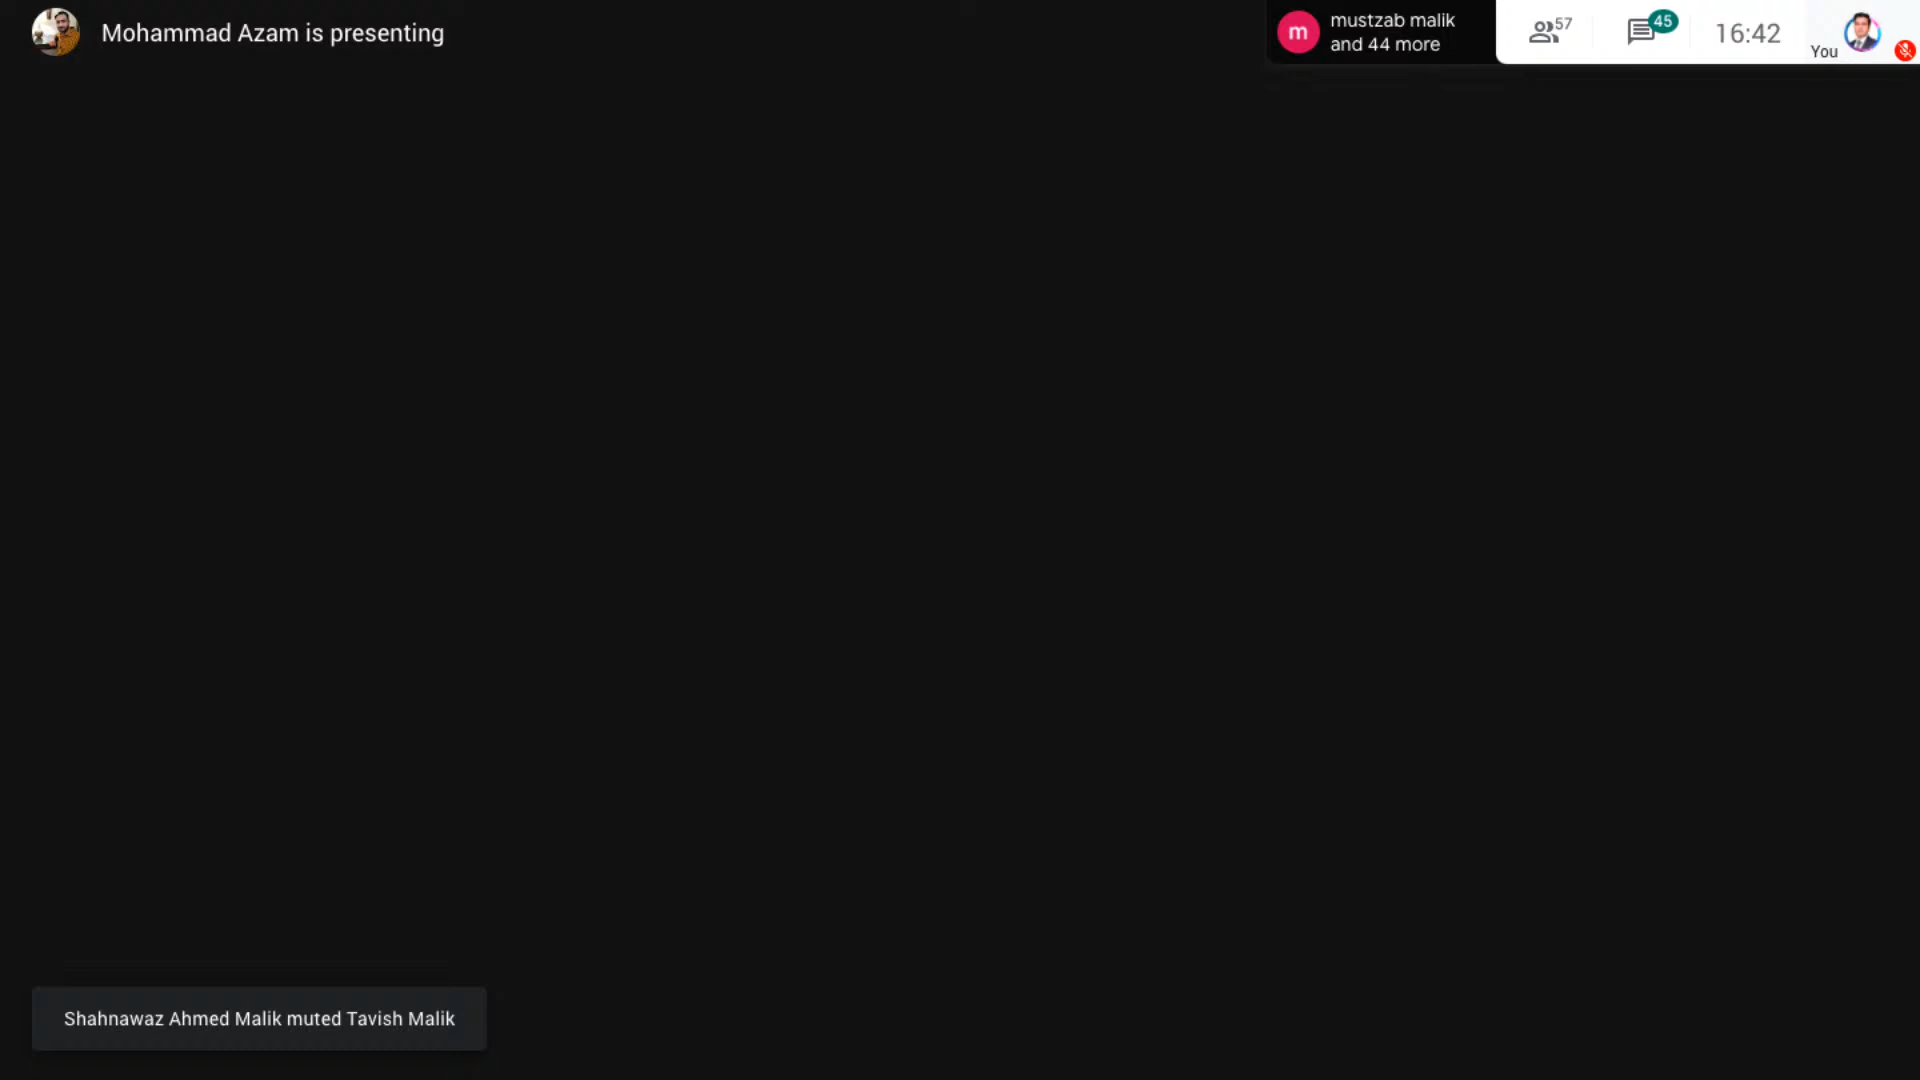 Mohammad Azam is presenting
m
mustzab malik
and 44 more
57
45
16:42
You
Shahnawaz Ahmed Malik muted Tavish Malik